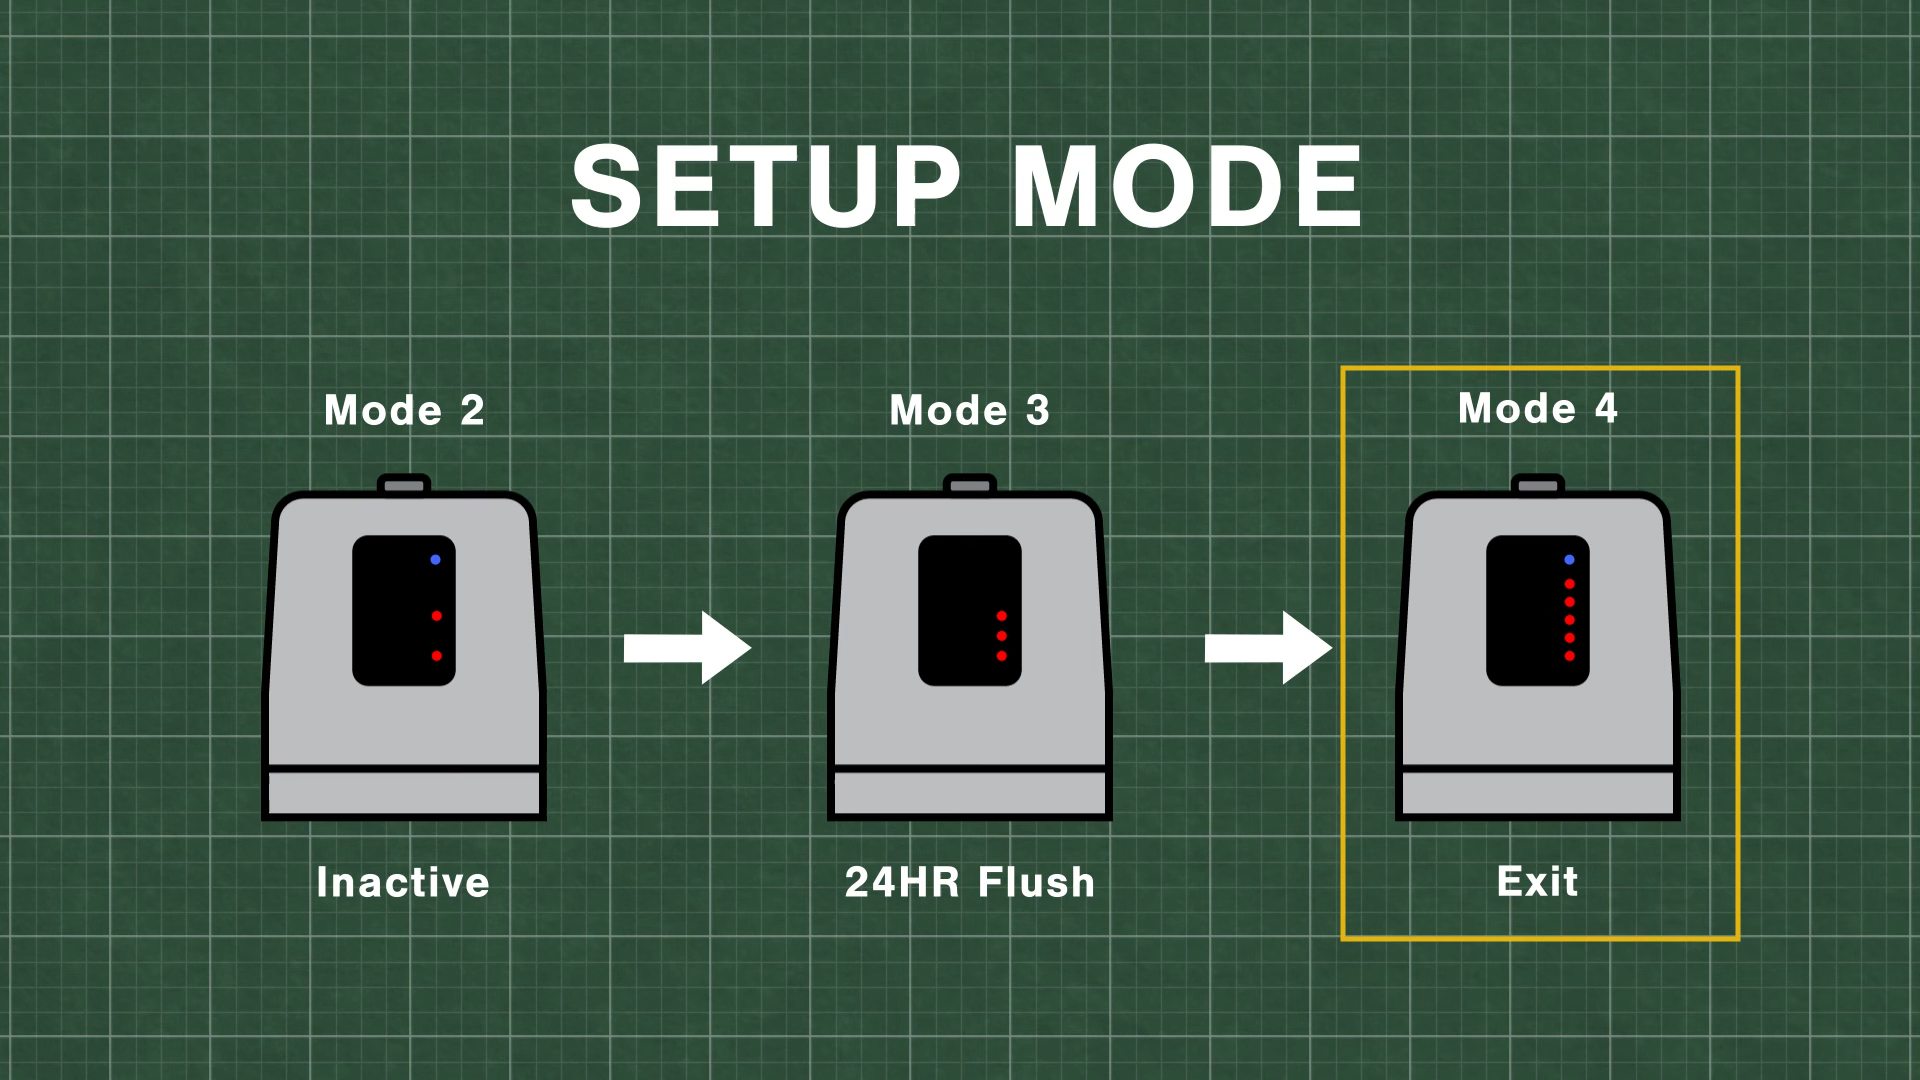 SETUP MODE
Mode 2
Mode 3
Mode 4
Inactive
24HR Flush
Exit